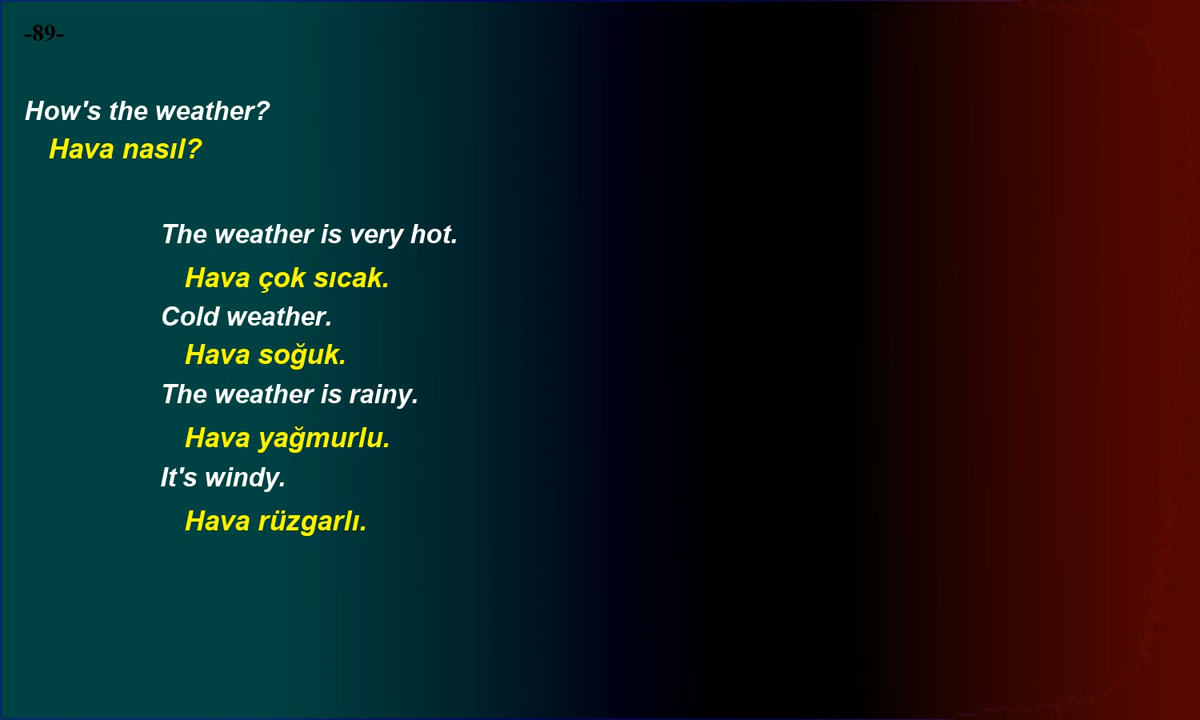 -89-
How's the weather?
Hava nasıl?
The weather is very hot.
Hava çok sıcak.
Cold weather.
Hava soğuk.
The weather is rainy.
Hava yağmurlu.
It's windy.
Hava rüzgarlı.